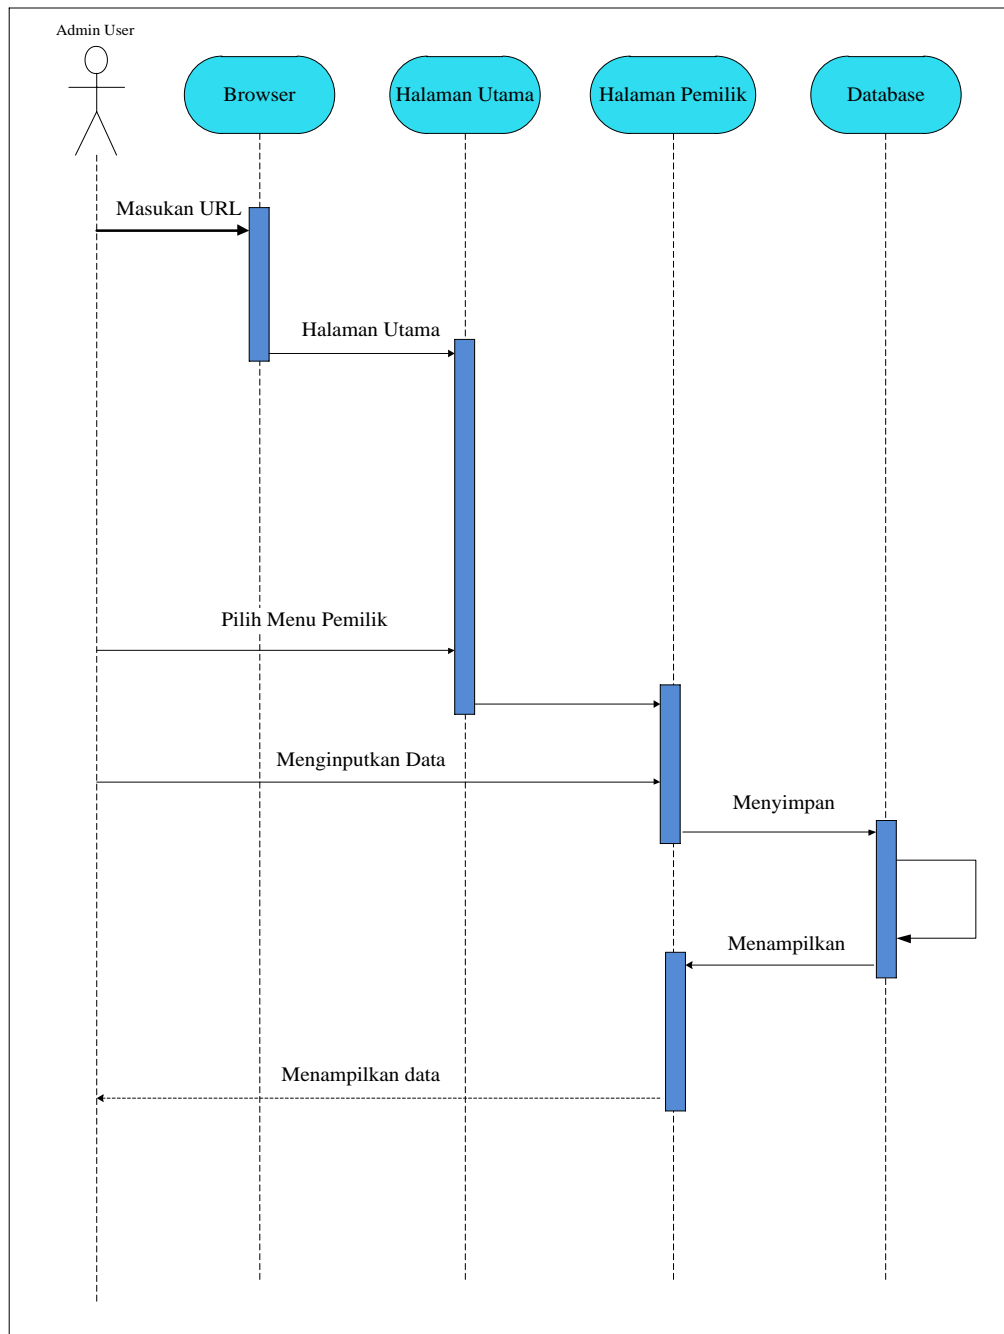 Admin User
Browser
Halaman Utama
Halaman Pemilik
Database
Masukan URL
Halaman Utama
Pilih Menu Pemilik
Menginputkan Data
Menyimpan
Menampilkan
Menampilkan data